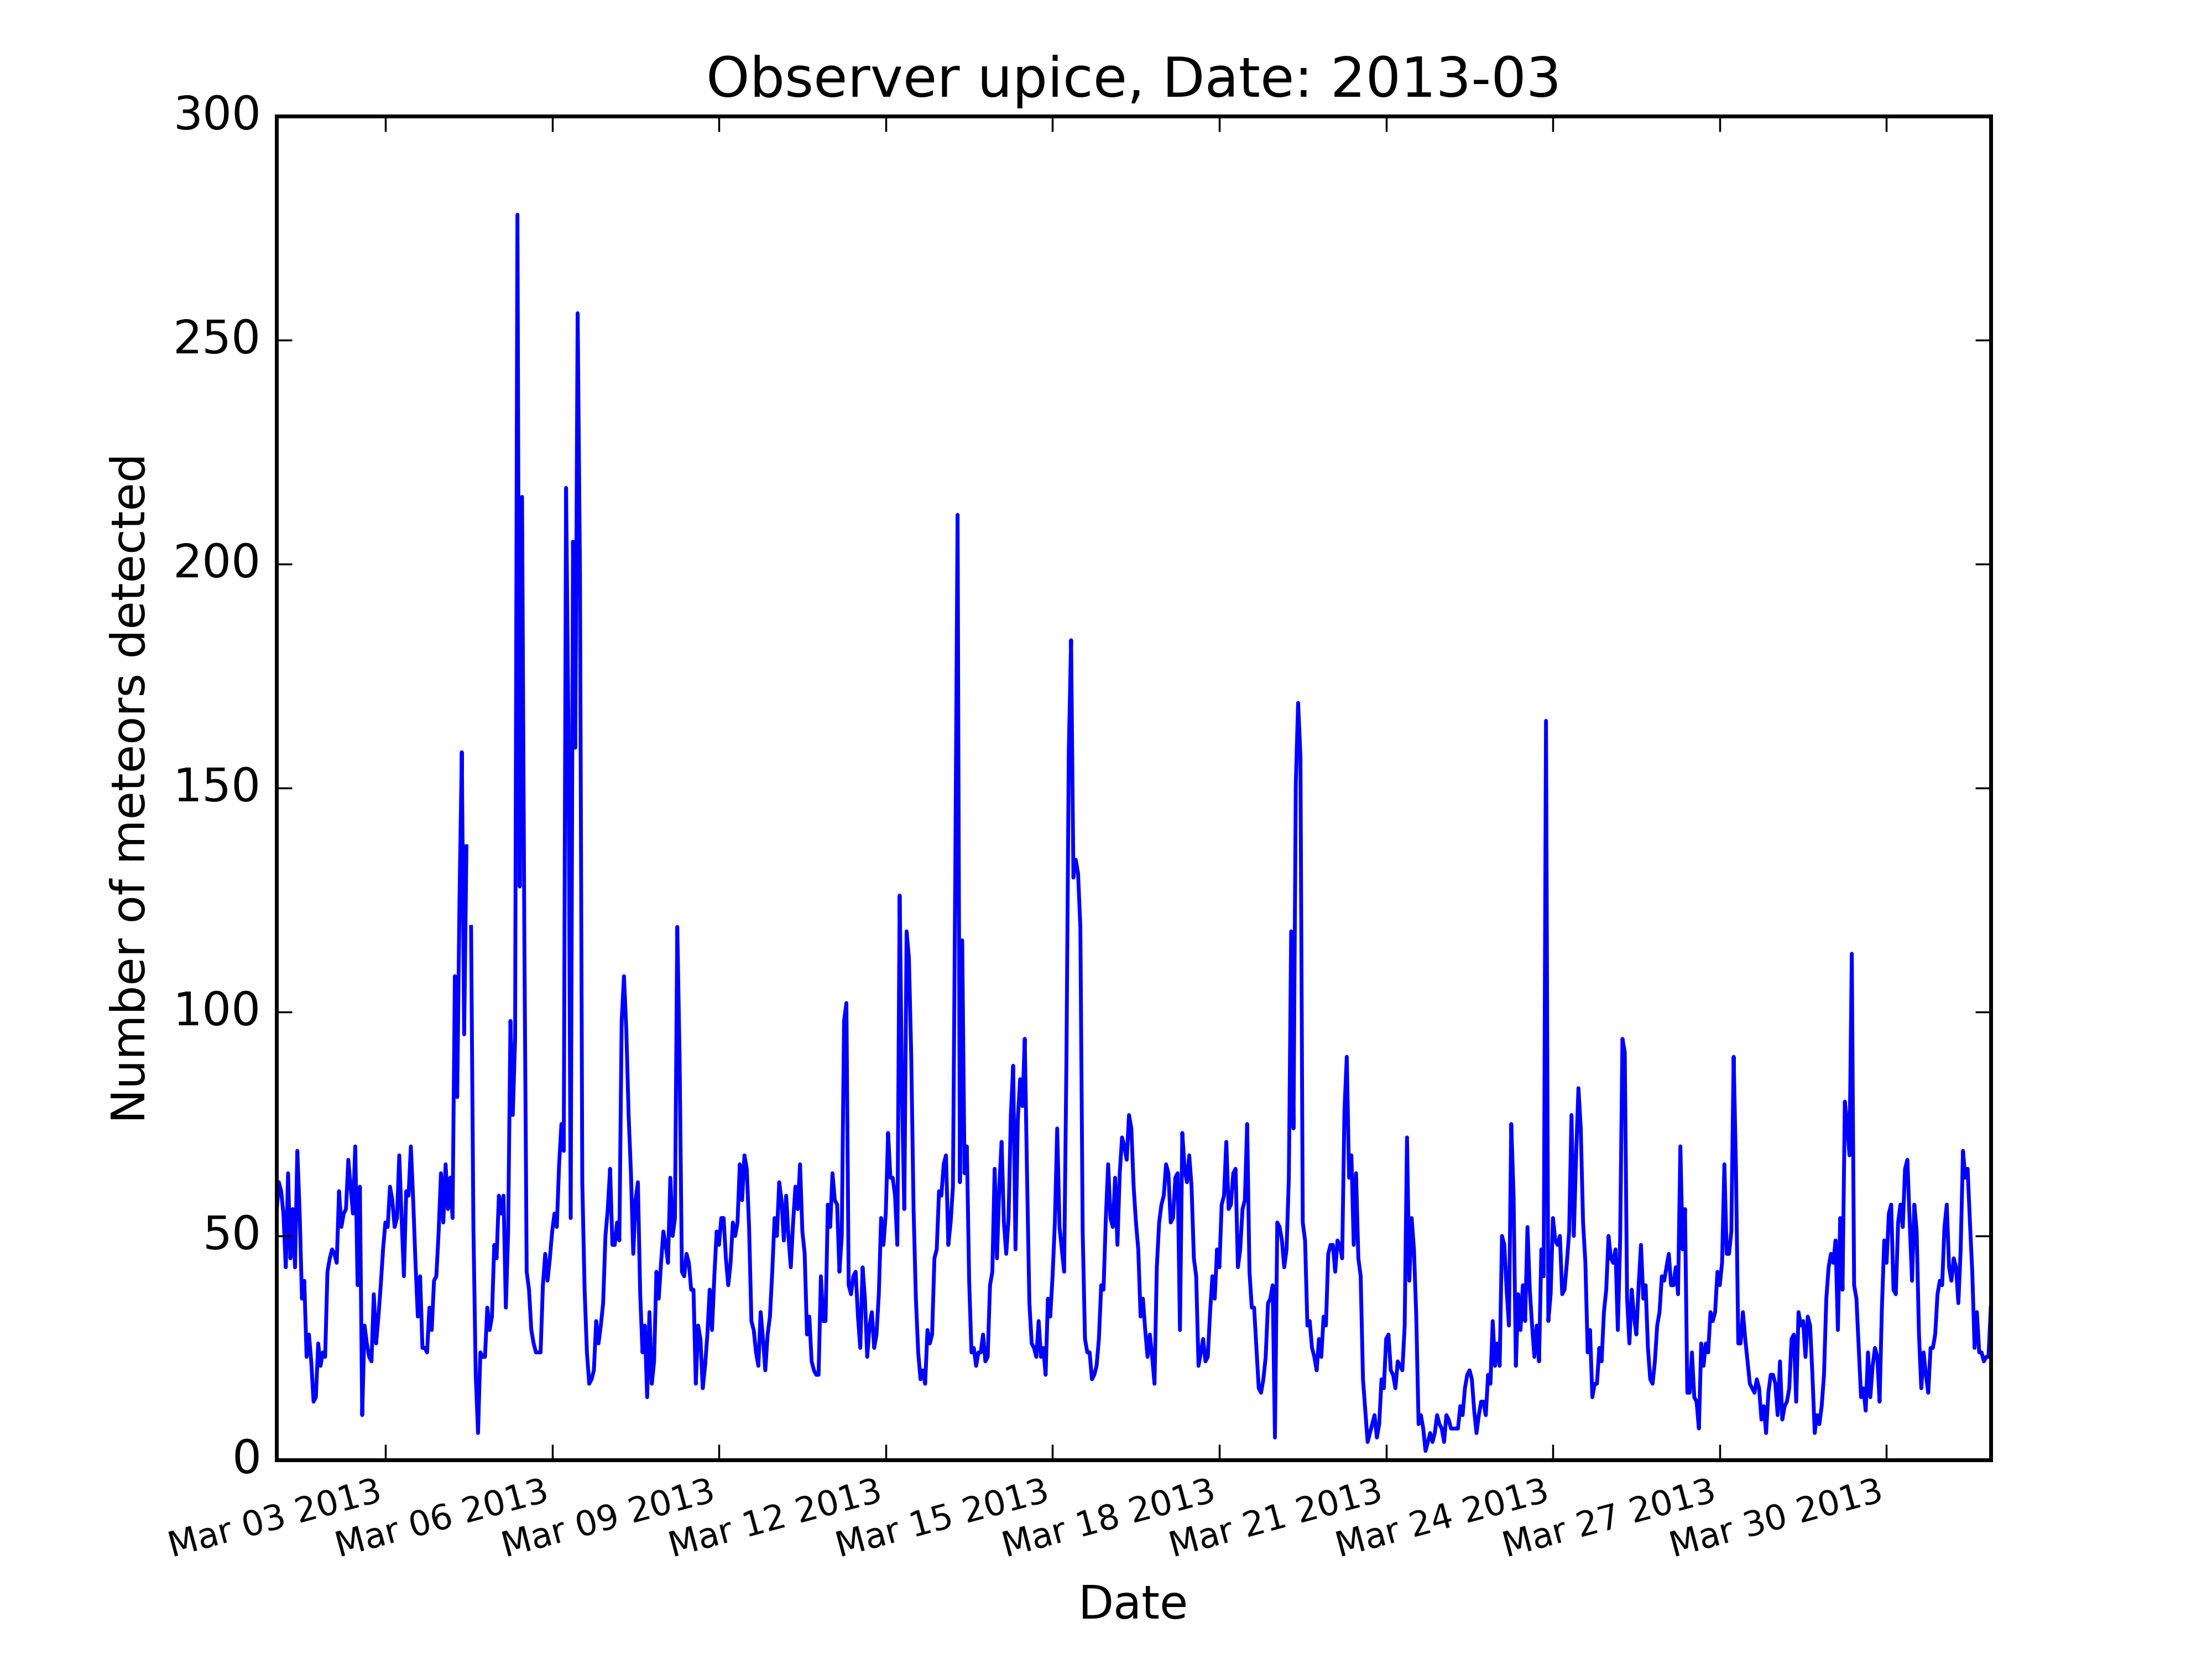 Observer upice, Date: 2013-03
300
250
200
150
100
50
0
Number of meteors detected
Mar 03 2013
Mar 06 2013
Mar 09 2013
Mar 12 2013
Mar 15 2013
Mar 18 2013
Mar 21 2013
Mar 24 2013
Mar 27 2013
Mar 30 2013
Date